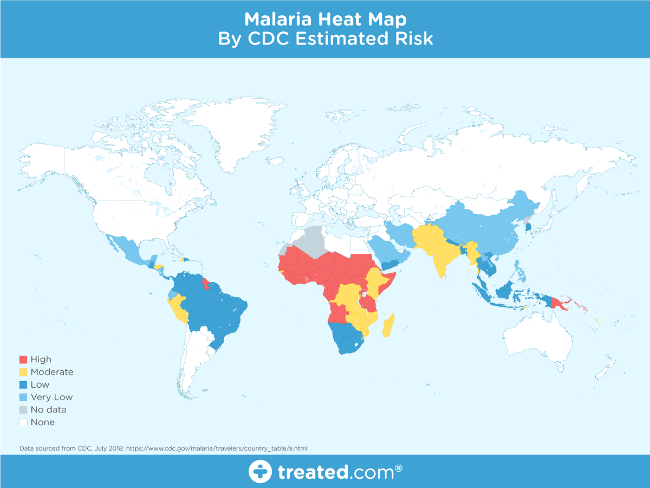 Malaria Heat Map
By CDC Estimated Risk
High
Moderate
Low
Very Low
No data
None
Data sourced from CDC, July 2018: https://www.cdc.gov/malaria/travelers/country_table/a.html
treated.com®